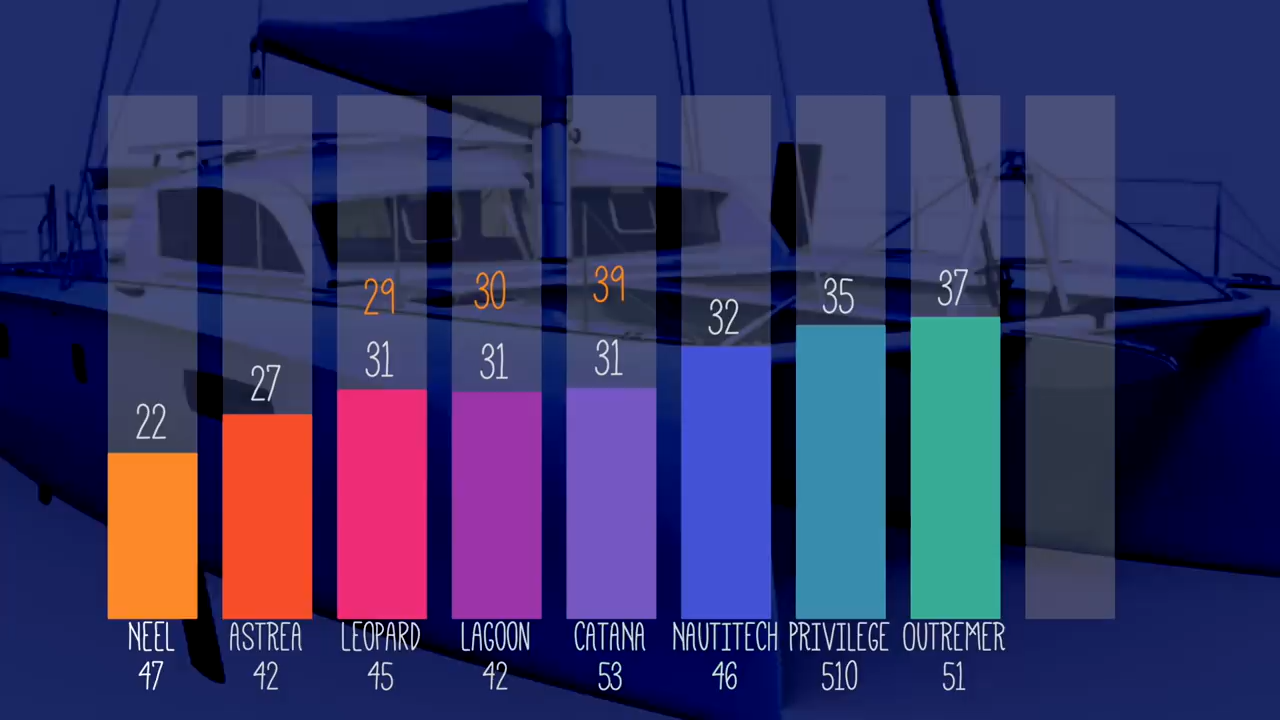 29 30 39
22 27 31 31 31 32 35 37
NEEL ASTREA LEOPARD LAGOON CATANA NAUTITECH PRIVILEGE OUTREMER
47 42 45 42 53 46 510 51